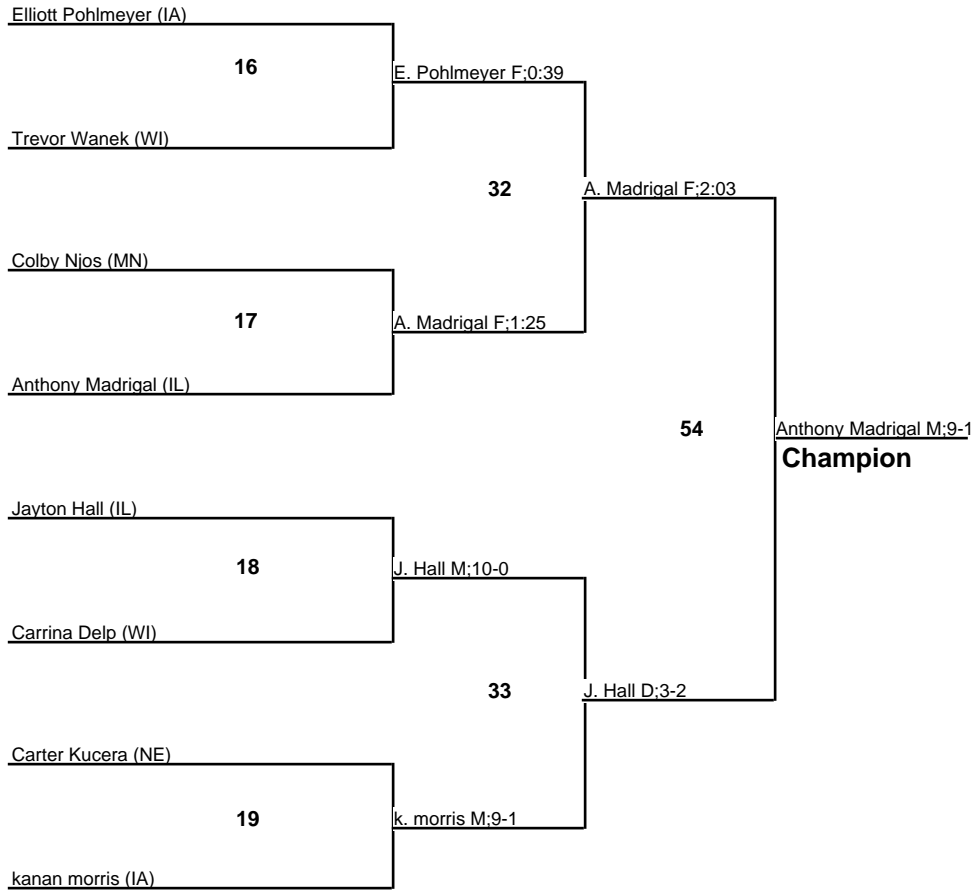 Elliott Pohlmeyer (IA)
16
E. Pohlmeyer F;0:39
Trevor Wanek (WI)
32
A. Madrigal F;2:03
Colby Njos (MN)
17
A. Madrigal F;1:25
Anthony Madrigal (IL)
54
Anthony Madrigal M;9-1
Champion
Jayton Hall (IL)
18
J. Hall M;10-0
Carrina Delp (WI)
33
J. Hall D;3-2
Carter Kucera (NE)
19
k. morris M;9-1
kanan morris (IA)